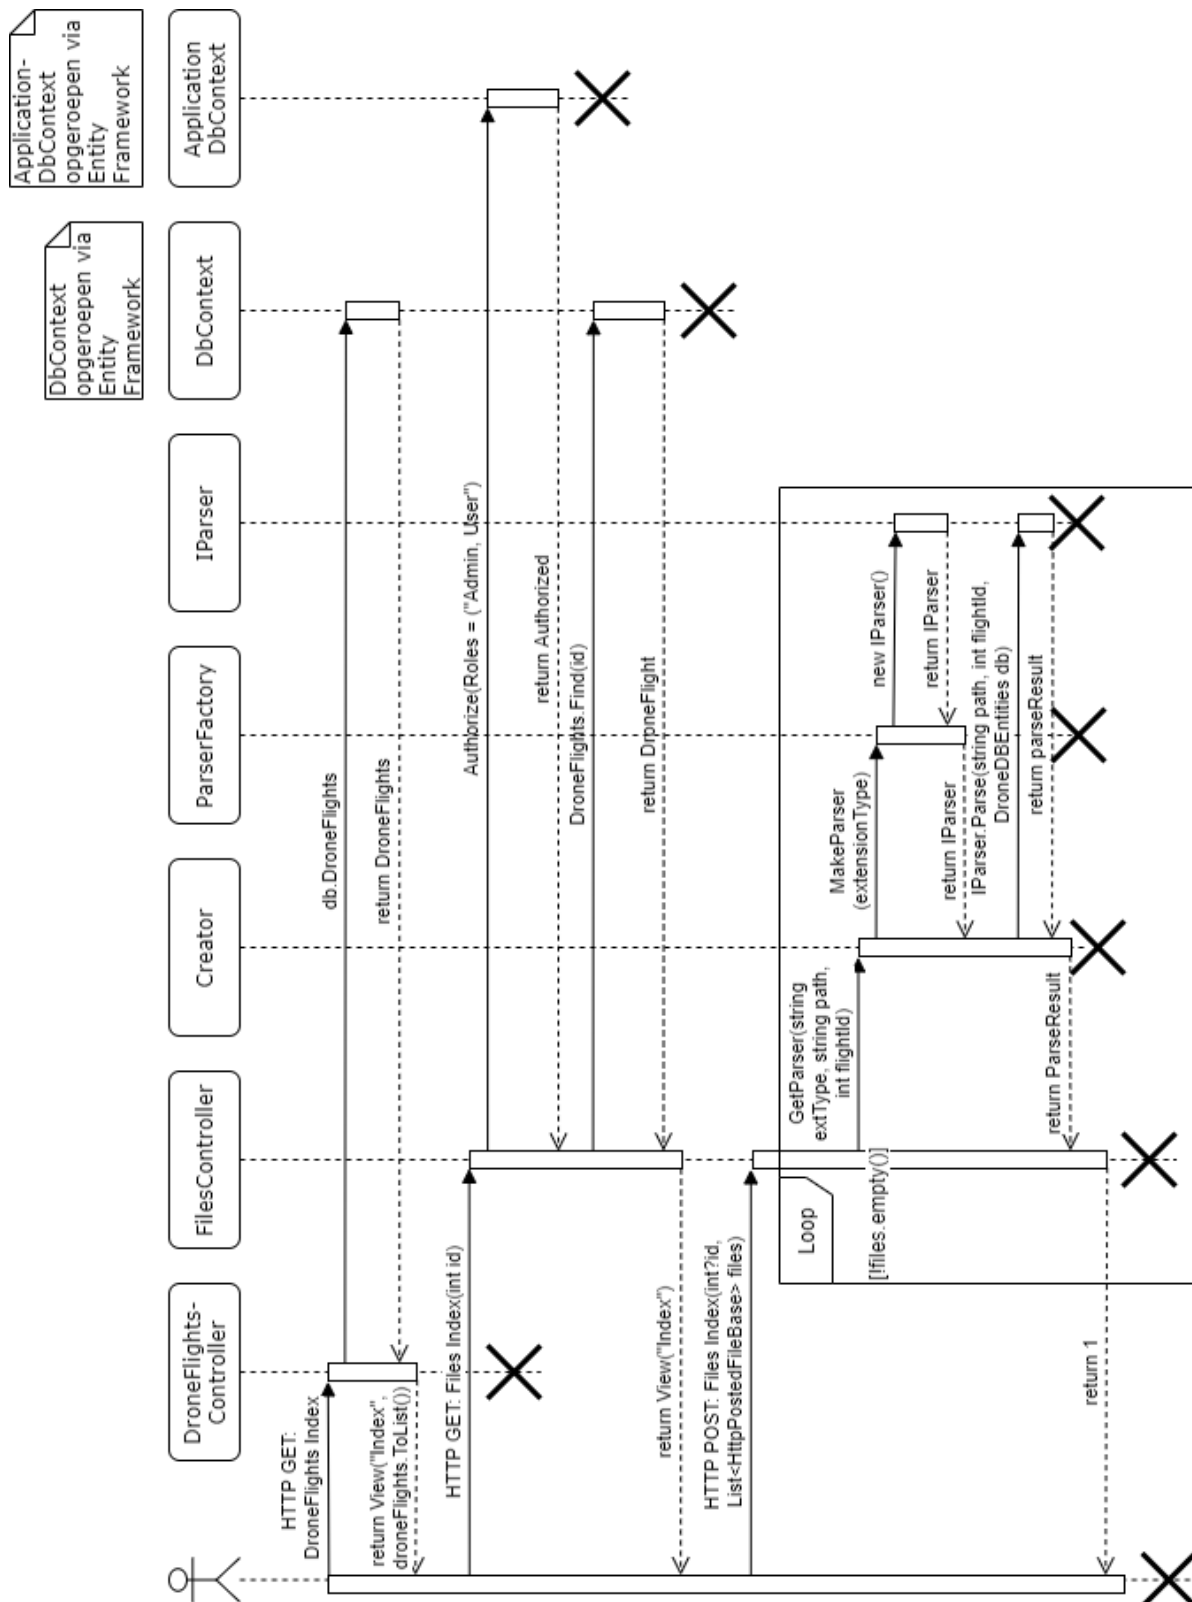 DroneFlights-
Controller
FilesController
Creator
ParserFactory
IParser
DbContext
Application
DbContext
DbContext
opgeroepen via
Entity
Framework
Application-
DbContext
opgeroepen via
Entity
Framework
HTTP GET:
DroneFlights Index
db.DroneFlights
return DroneFlights
return View("Index",
droneFlights.ToList())
HTTP GET: Files Index(int id)
Authorize(Roles = ("Admin, User")
return Authorized
DroneFlights.Find(id)
return DroneFlight
return View("Index")
HTTP POST: Files Index(int?id,
List<HttpPostedFileBase> files)
Loop
[!files.empty()]
GetParser(string
extType, string path,
int flightId)
MakeParser
(extensionType)
new IParser()
return IParser
return IParser
IParser.Parse(string path, int flightId,
DroneDBEntities db)
return parseResult
return ParseResult
return 1